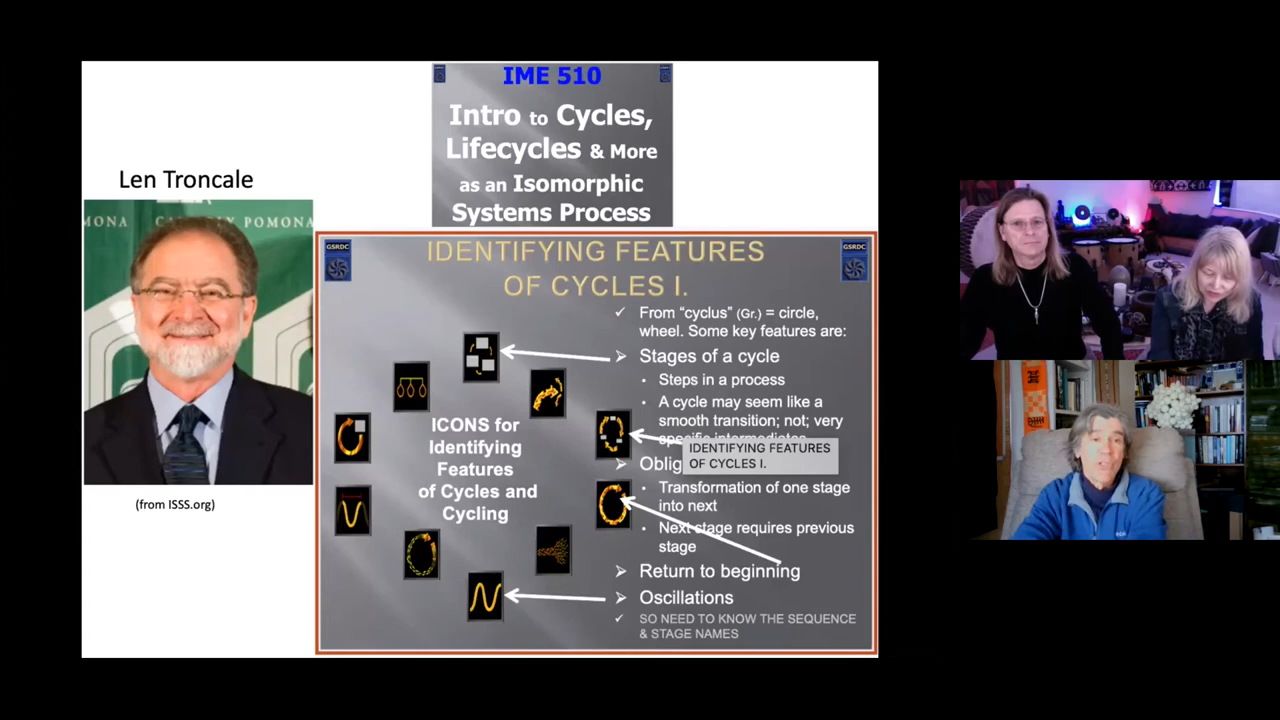 IME 510
Intro to Cycles,
Lifecycles & More
as an Isomorphic
Systems Process
Len Troncale
MONA
POMONA
(from ISSS.org)
GSRDC
GSRDC
IDENTIFYING FEATURES
OF CYCLES I.
✓ From “cyclus” (Gr.) = circle,
wheel. Some key features are:
➢ Stages of a cycle
• Steps in a process
• A cycle may seem like a
smooth transition; not; very
IDENTIFYING FEATURES
OF CYCLES I.
➢ Oblig
• Transformation of one stage
into next
• Next stage requires previous
stage
➢ Return to beginning
➢ Oscillations
✓ SO NEED TO KNOW THE SEQUENCE
& STAGE NAMES
ICONS for
Identifying
Features
of Cycles and
Cycling